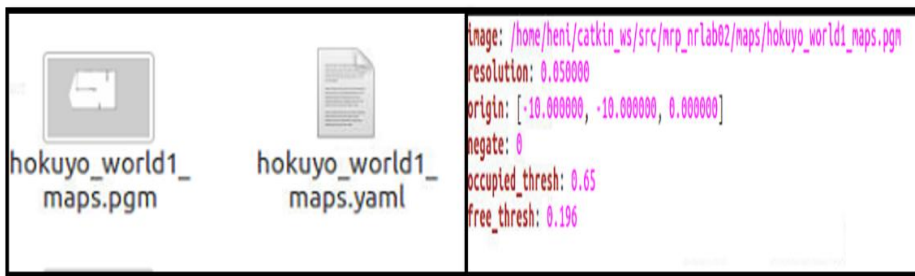 hokuyo_world1_
maps.pgm
hokuyo_world1_
maps.yaml
image: /home/heni/catkin_ws/src/mrp_nrlab02/maps/hokuyo_world1_maps.pgm
resolution: 0.050000
origin: [-10.000000, -10.000000, 0.000000]
negate: 0
occupied_thresh: 0.65
free_thresh: 0.196